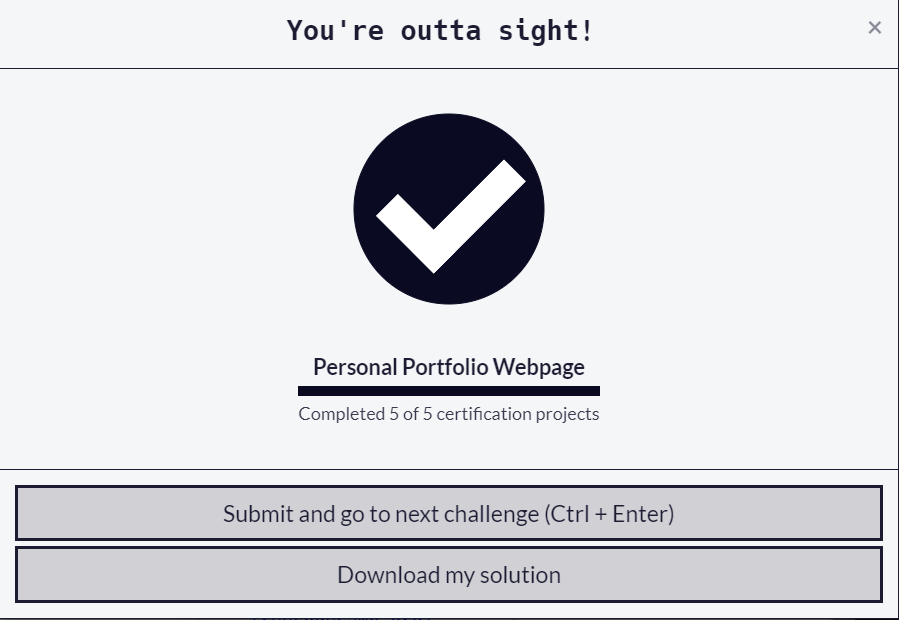 You're outta sight!
×
Personal Portfolio Webpage
Completed 5 of 5 certification projects
Submit and go to next challenge (Ctrl + Enter)
Download my solution